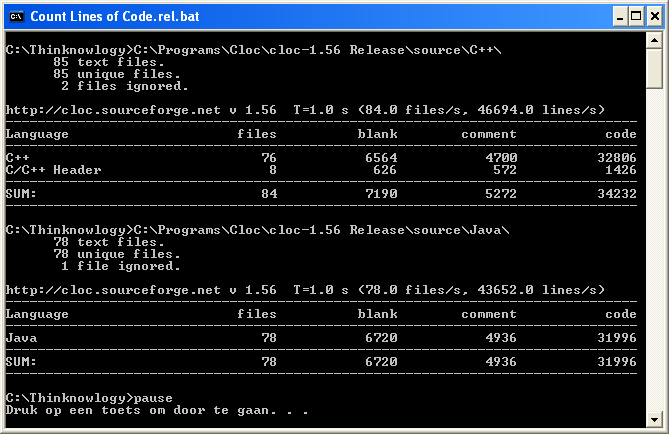 Count Lines of Code.rel.bat
C:\Thinknowlogy>C:\Programs\Cloc\cloc-1.56 Release\source\C++\
85 text files.
85 unique files.
2 files ignored.
http://cloc.sourceforge.net v 1.56  T=1.0 s (84.0 files/s, 46694.0 lines/s)
Language files blank comment code
C++ 76 6564 4700 32806
C/C++ Header 8 626 572 1426
SUM: 84 7190 5272 34232
C:\Thinknowlogy>C:\Programs\Cloc\cloc-1.56 Release\source\Java\
78 text files.
78 unique files.
1 file ignored.
http://cloc.sourceforge.net v 1.56  T=1.0 s (78.0 files/s, 43652.0 lines/s)
Language files blank comment code
Java 78 6720 4936 31996
SUM: 78 6720 4936 31996
C:\Thinknowlogy>pause
Druk op een toets om door te gaan. . .